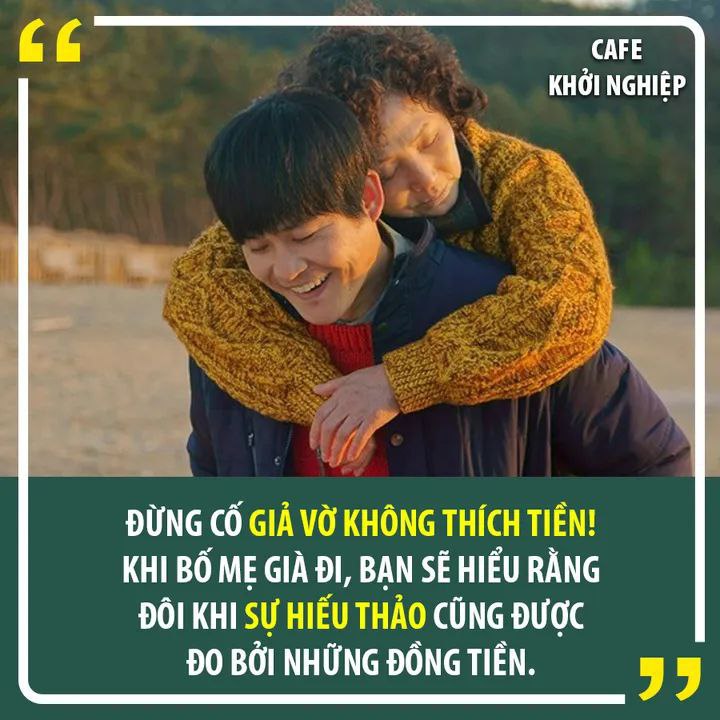 CAFE
KHỞI NGHIỆP
ĐỪNG CỐ GIẢ VỜ KHÔNG THÍCH TIỀN!
KHI BỐ MẸ GIÀ ĐI, BẠN SẼ HIỂU RẰNG
ĐÔI KHI SỰ HIẾU THẢO CŨNG ĐƯỢC
ĐO BỞI NHỮNG ĐỒNG TIỀN.